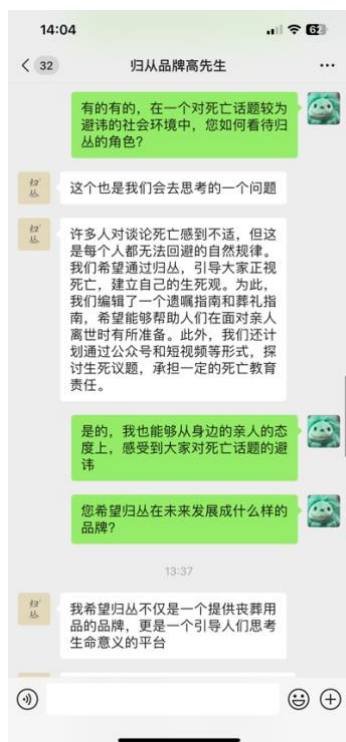 14:04
62
32
归从品牌高先生
有的有的，在一个对死亡话题较为
避讳的社会环境中，您如何看待归
丛的角色？
归
丛
这个也是我们会去思考的一个问题
归
丛
许多人对谈论死亡感到不适，但这
是每个人都无法回避的自然规律。
我们希望通过归丛，引导大家正视
死亡，建立自己的生死观。为此，
我们编辑了一个遗嘱指南和葬礼指
南，希望能够帮助人们在面对亲人
离世时有所准备。此外，我们还计
划通过公众号和短视频等形式，探
讨生死议题，承担一定的死亡教育
责任。
是的，我也能够从身边的亲人的态
度上，感受到大家对死亡话题的避
讳
您希望归丛在未来发展成什么样的
品牌？
13:37
归
丛
我希望归丛不仅是一个提供丧葬用
品的品牌，更是一个引导人们思考
生命意义的平台